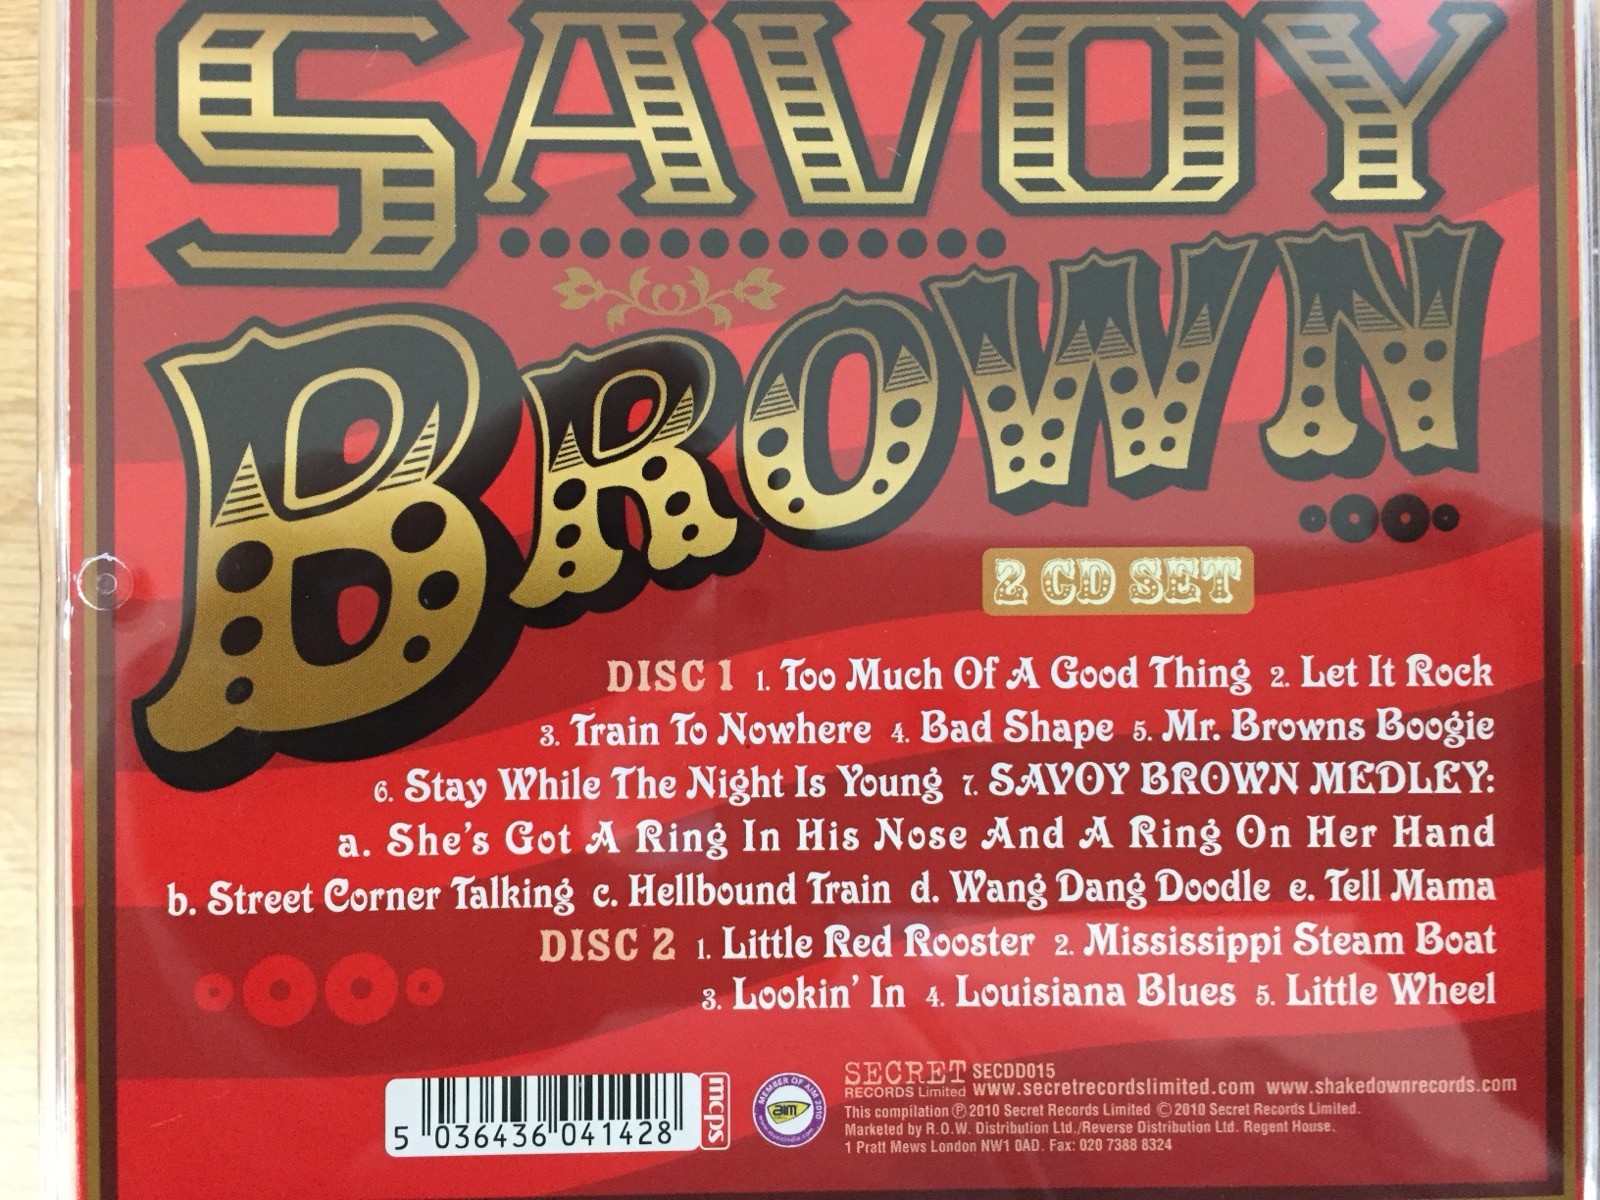 SAVOY
BROWN
2 CD SET
DISC 1 1. Too Much Of A Good Thing 2. Let It Rock
3. Train To Nowhere 4. Bad Shape 5. Mr. Browns Boogie
6. Stay While The Night Is Young 7. SAVOY BROWN MEDLEY:
a. She's Got A Ring In His Nose And A Ring On Her Hand
b. Street Corner Talking c. Hellbound Train d. Wang Dang Doodle e. Tell Mama
DISC 2 1. Little Red Rooster 2. Mississippi Steam Boat
3. Lookin' In 4. Louisiana Blues 5. Little Wheel
5 036436 041428
mcps
MEMBER OF AIM 2010
aim
SECRET SECDD015
RECORDS Limited www.secretrecordslimited.com www.shakedownrecords.com
This compilation Ⓟ 2010 Secret Records Limited © 2010 Secret Records Limited.
Marketed by R.O.W. Distribution Ltd./Reverse Distribution Ltd. Regent House.
1 Pratt Mews London NW1 0AD. Fax: 020 7388 8324